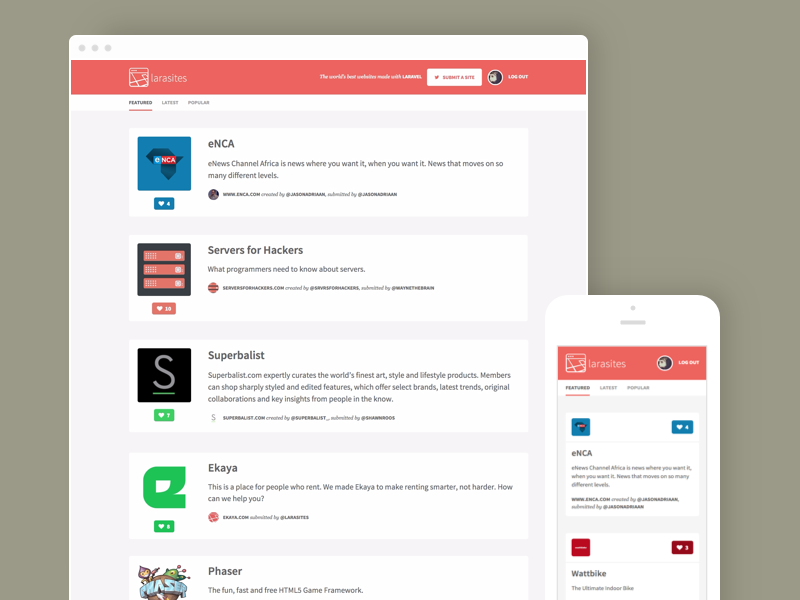 larasites
The world's best websites made with LARAVEL
SUBMIT A SITE
LOG OUT
FEATURED LATEST POPULAR
eNCA
eNCA
eNews Channel Africa is news where you want it, when you want it. News that moves on so
many different levels.
WWW.ENCA.COM created by @JASONADRIAAN, submitted by @JASONADRIAAN
4
Servers for Hackers
What programmers need to know about servers.
SERVERSFORHACKERS.COM created by @SRVRSFORHACKERS, submitted by @WAYNETHEBRAIN
10
S
Superbalist
Superbalist.com expertly curates the world's finest art, style and lifestyle products. Members
can shop sharply styled and edited features, which offer select brands, latest trends, original
collaborations and key insights from people in the know.
S SUPERBALIST.COM created by @SUPERBALIST_, submitted by @SHAWNROOS
7
e
Ekaya
This is a place for people who rent. We made Ekaya to make renting smarter, not harder. How
can we help you?
EKAYA.COM submitted by @LARASITES
8
PHASER
Phaser
The fun, fast and free HTML5 Game Framework.
larasites
LOG OUT
FEATURED LATEST POPULAR
4
eNCA
eNews Channel Africa is news where you want it,
when you want it. News that moves on so many
different levels.
WWW.ENCA.COM created by @JASONADRIAAN,
submitted by @JASONADRIAAN
3
Wattbike
The Ultimate Indoor Bike